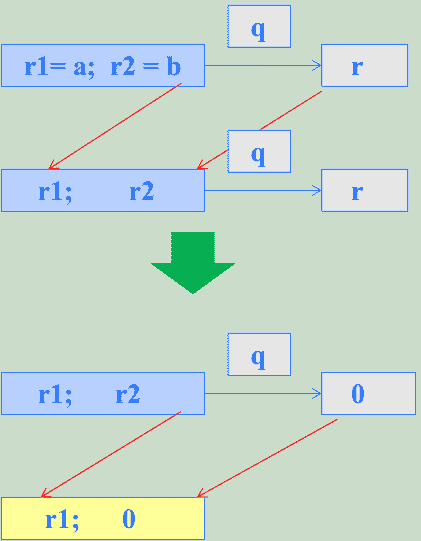 q
r1= a; r2 = b r
q
r1; r2 r
q
r1; r2 0
r1; 0